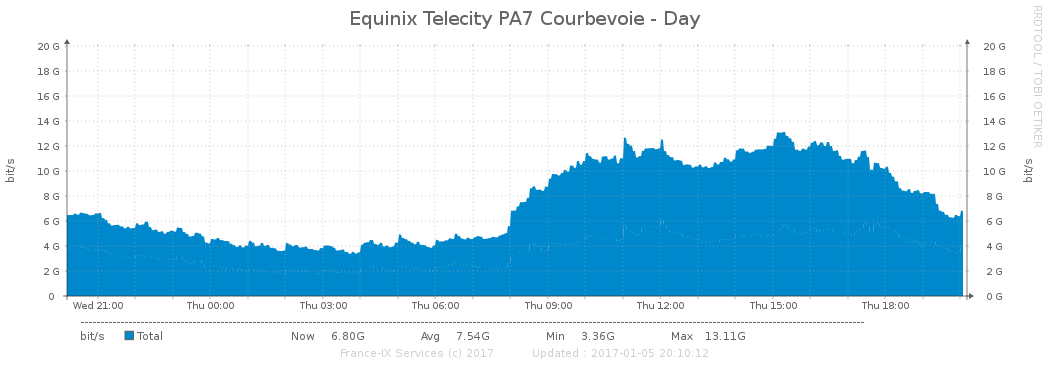 Equinix Telecity PA7 Courbevoie - Day
RRDTOOL / TOBI OETIKER
bit/s
bit/s
20 G 20 G
18 G 18 G
16 G 16 G
14 G 14 G
12 G 12 G
10 G 10 G
8 G 8 G
6 G 6 G
4 G 4 G
2 G 2 G
0 0 G
Wed 21:00 Thu 00:00 Thu 03:00 Thu 06:00 Thu 09:00 Thu 12:00 Thu 15:00 Thu 18:00
bit/s Total Now 6.80G Avg 7.54G Min 3.36G Max 13.11G
France-IX Services (c) 2017 Updated : 2017-01-05 20:10:12